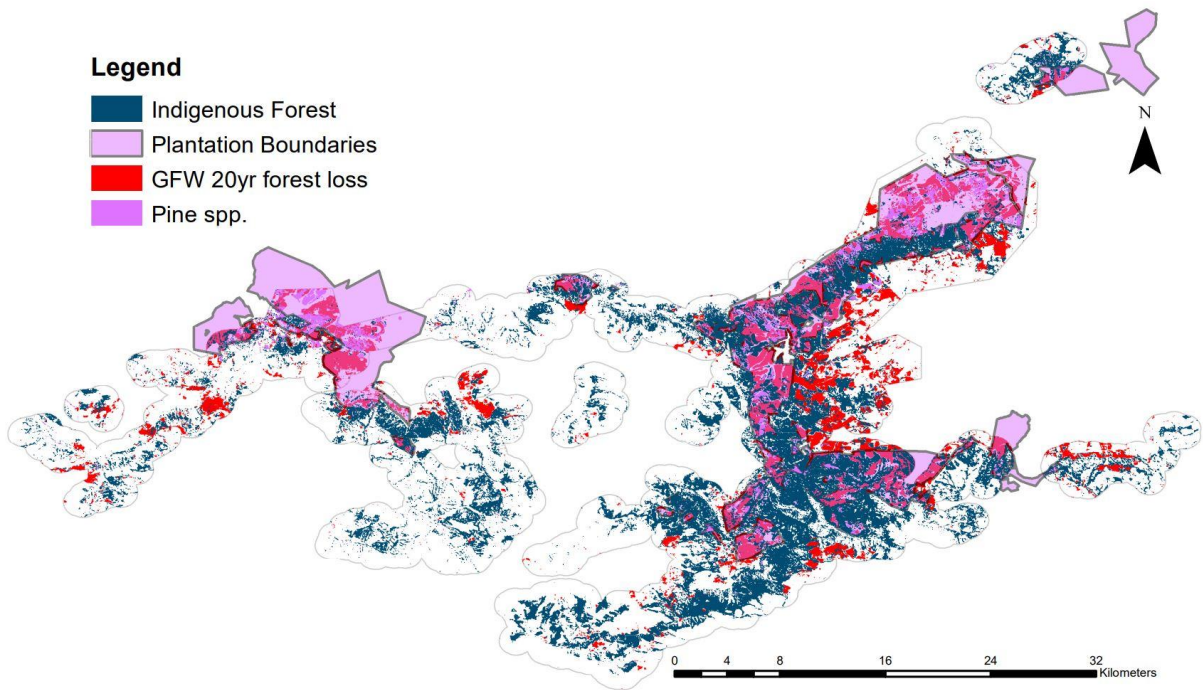 Legend
Indigenous Forest
Plantation Boundaries
GFW 20yr forest loss
Pine spp.
N
0 4 8 16 24 32
Kilometers